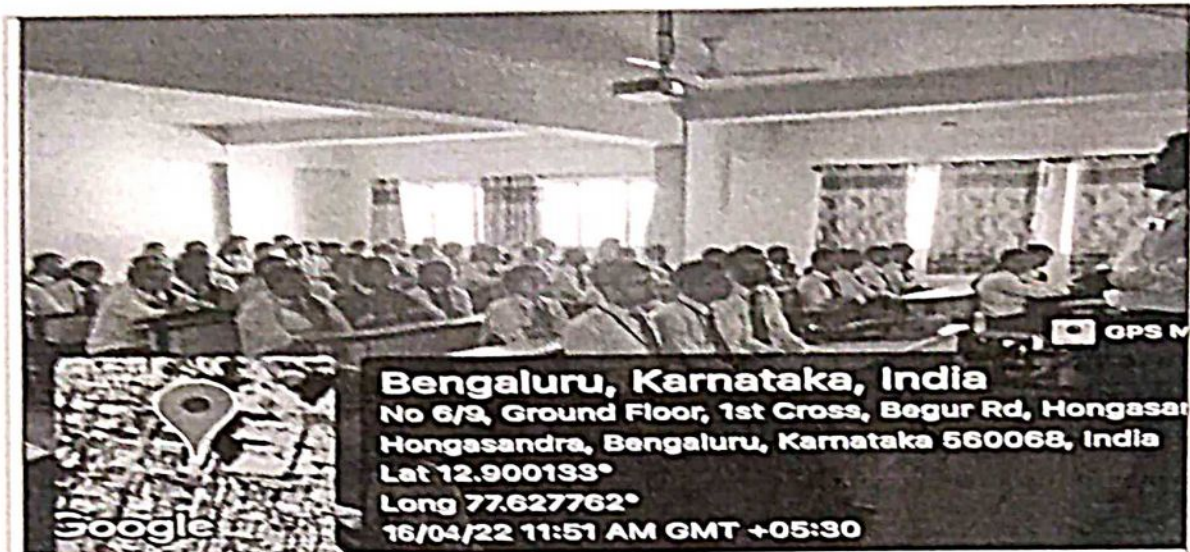 GPS M
Bengaluru, Karnataka, India
No 6/9, Ground Floor, 1st Cross, Begur Rd, Hongasan
Hongasandra, Bengaluru, Karnataka 560068, India
Lat 12.900133°
Long 77.627762°
16/04/22 11:51 AM GMT +05:30
Google